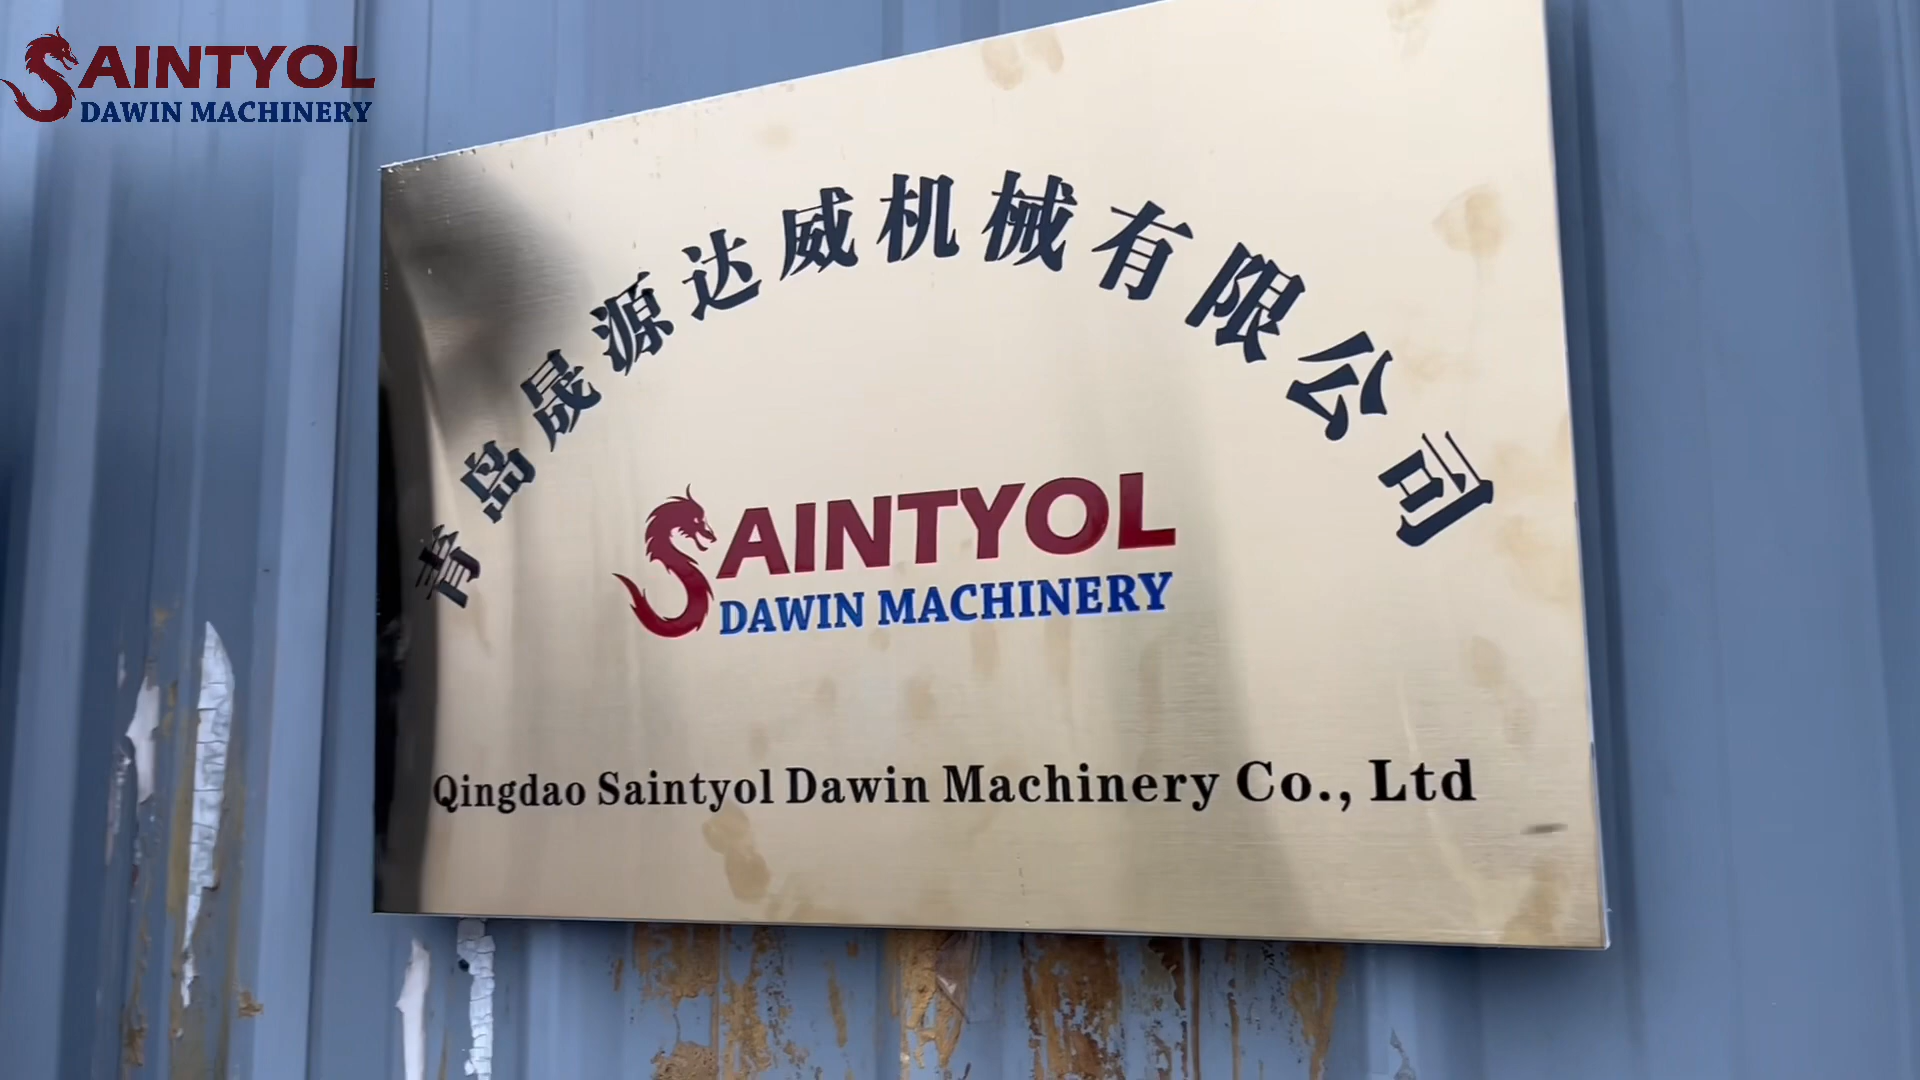 SAINTYOL
DAWIN MACHINERY
青岛晟源达威机械有限公司
SAINTYOL
DAWIN MACHINERY
Qingdao Saintyol Dawin Machinery Co., Ltd